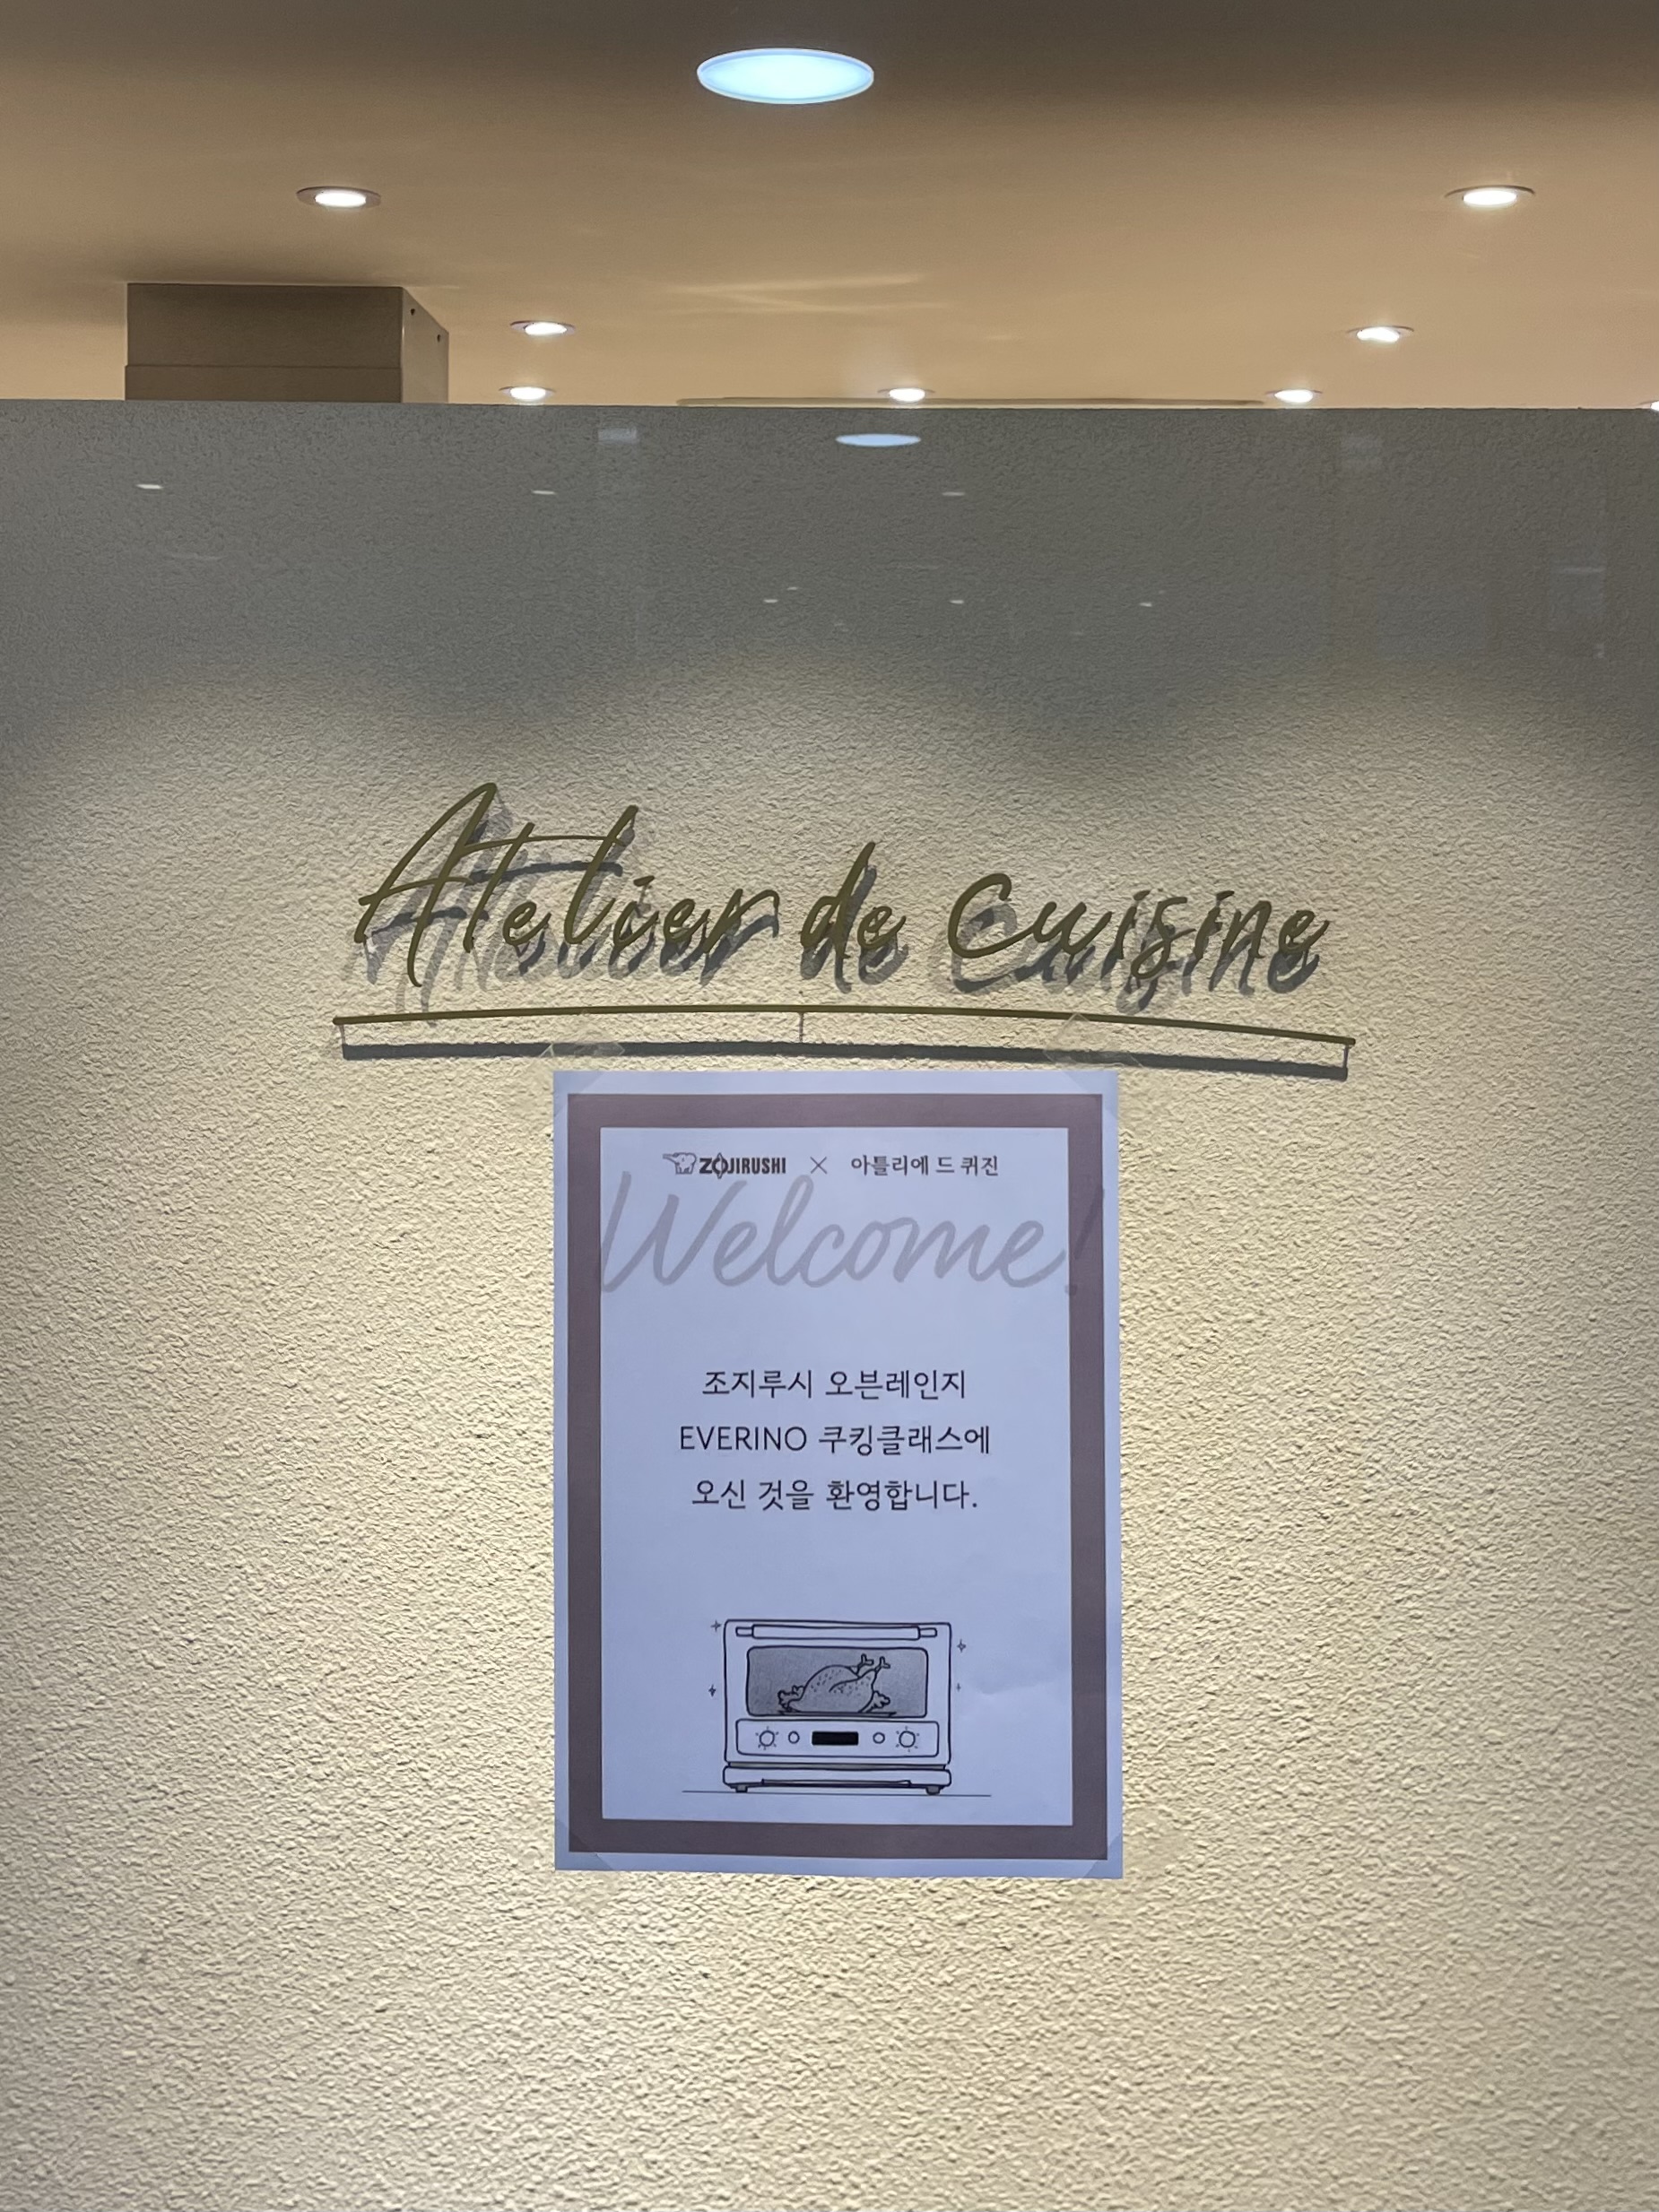 Atelier de Cuisine
ZOJIRUSHI × 아틀리에 드 퀴진
Welcome!
조지루시 오븐레인지
EVERINO 쿠킹클래스에
오신 것을 환영합니다.